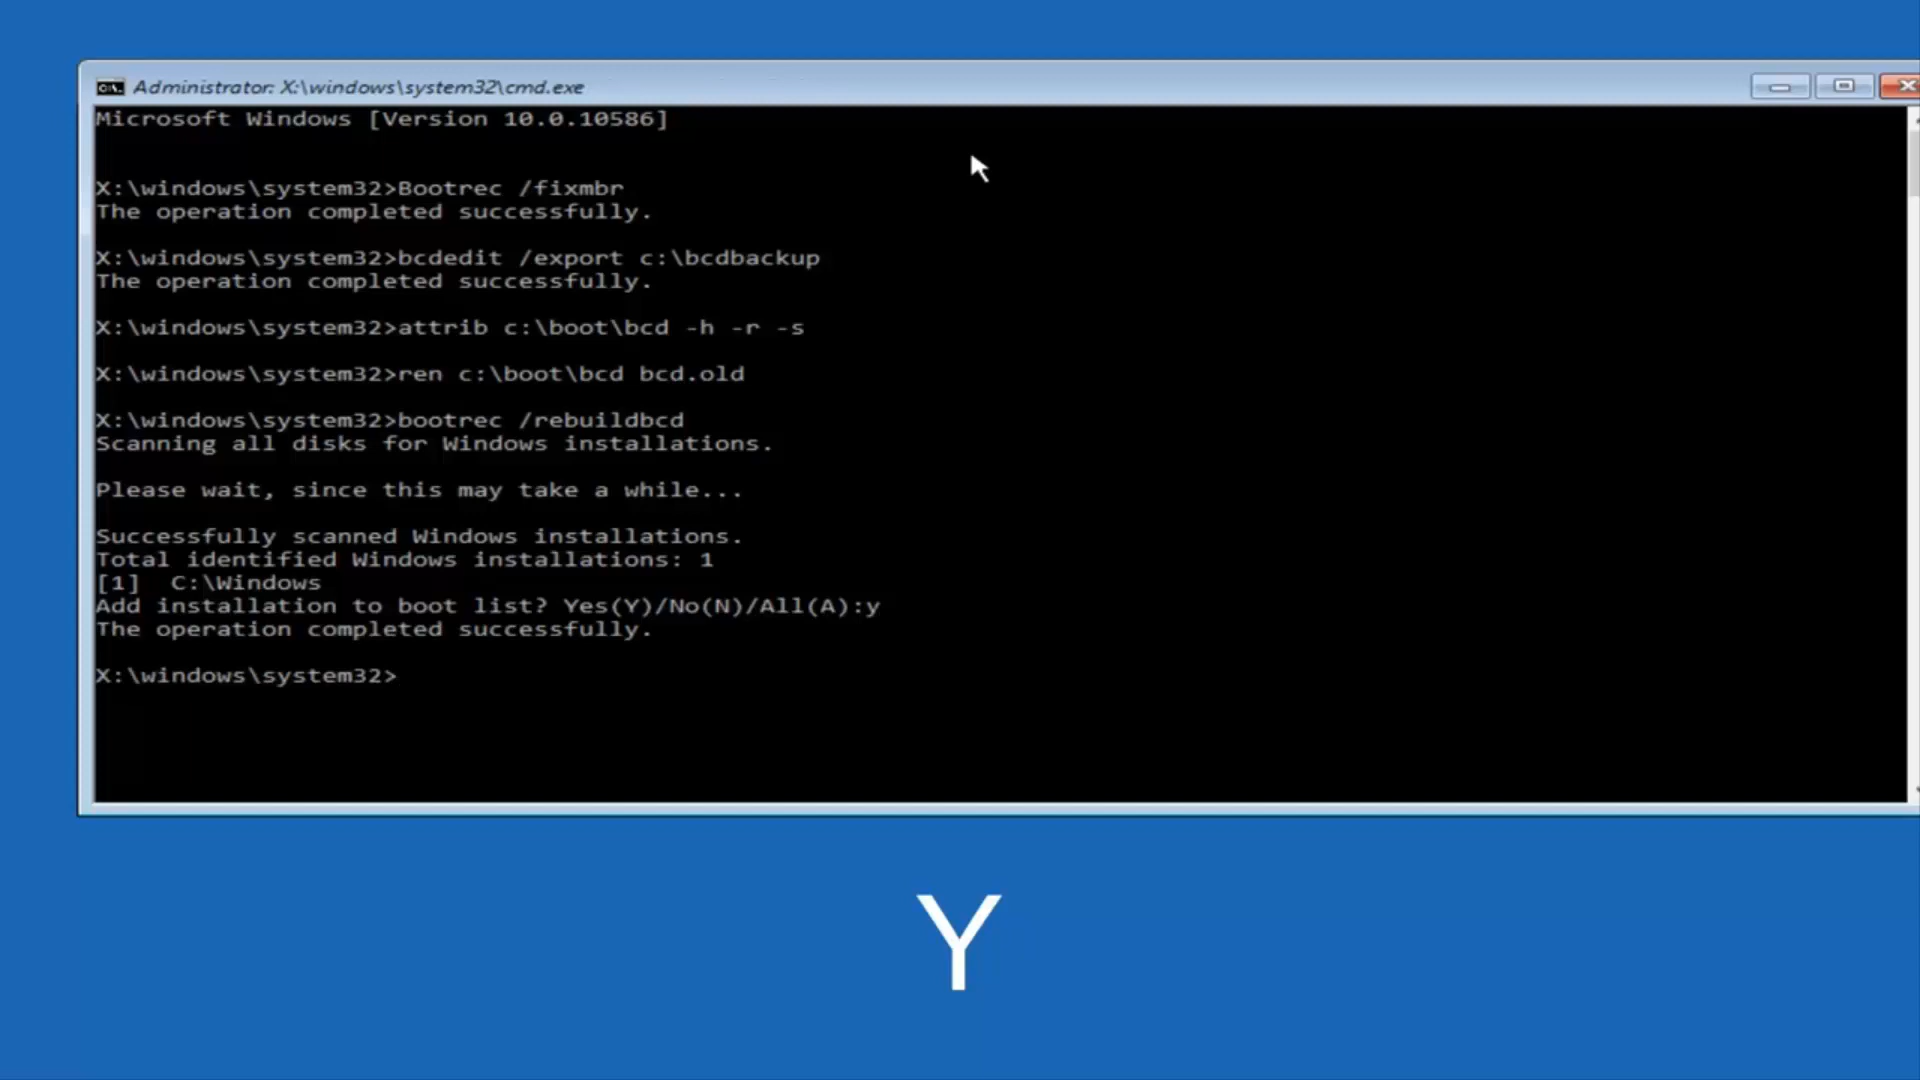 Administrator: X:\windows\system32\cmd.exe
Microsoft Windows [Version 10.0.10586]
X:\windows\system32>Bootrec /fixmbr
The operation completed successfully.
X:\windows\system32>bcdedit /export c:\bcdbackup
The operation completed successfully.
X:\windows\system32>attrib c:\boot\bcd -h -r -s
X:\windows\system32>ren c:\boot\bcd bcd.old
X:\windows\system32>bootrec /rebuildbcd
Scanning all disks for Windows installations.
Please wait, since this may take a while...
Successfully scanned Windows installations.
Total identified Windows installations: 1
[1]  C:\Windows
Add installation to boot list? Yes(Y)/No(N)/All(A):y
The operation completed successfully.
X:\windows\system32>
Y